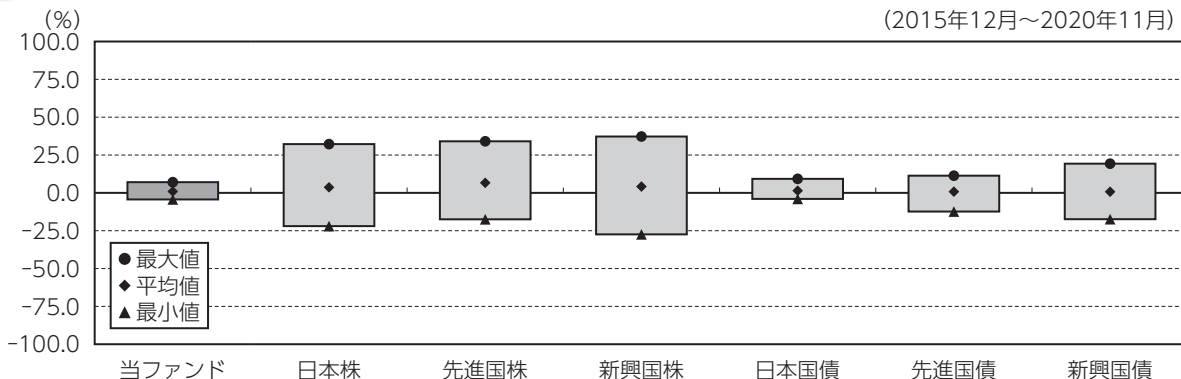 (%)
(2015年12月～2020年11月)
100.0
75.0
50.0
25.0
0.0
-25.0
-50.0
-75.0
-100.0
●最大値
◆平均値
▲最小値
当ファンド 日本株 先進国株 新興国株 日本国債 先進国債 新興国債